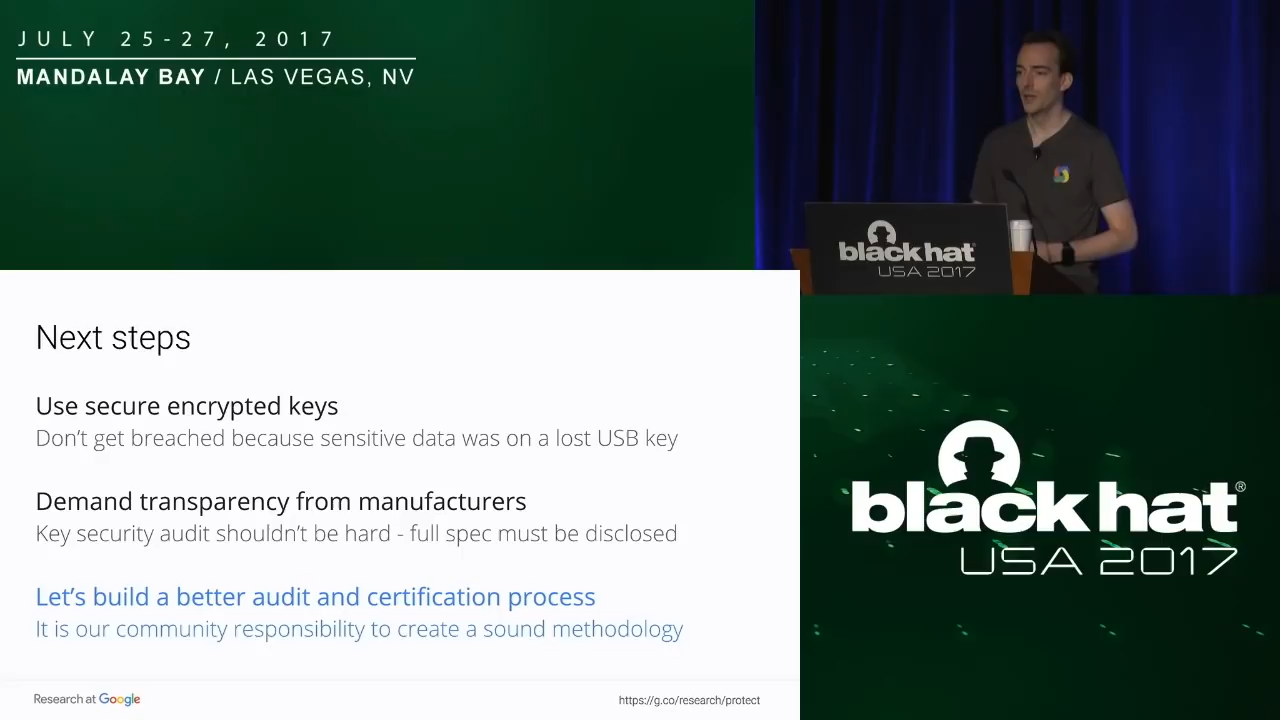 JULY 25-27, 2017
MANDALAY BAY / LAS VEGAS, NV
black hat
USA 2017
Next steps
Use secure encrypted keys
Don't get breached because sensitive data was on a lost USB key
Demand transparency from manufacturers
Key security audit shouldn't be hard - full spec must be disclosed
Let's build a better audit and certification process
It is our community responsibility to create a sound methodology
Research at Google
https://g.co/research/protect
black hat®
USA 2017